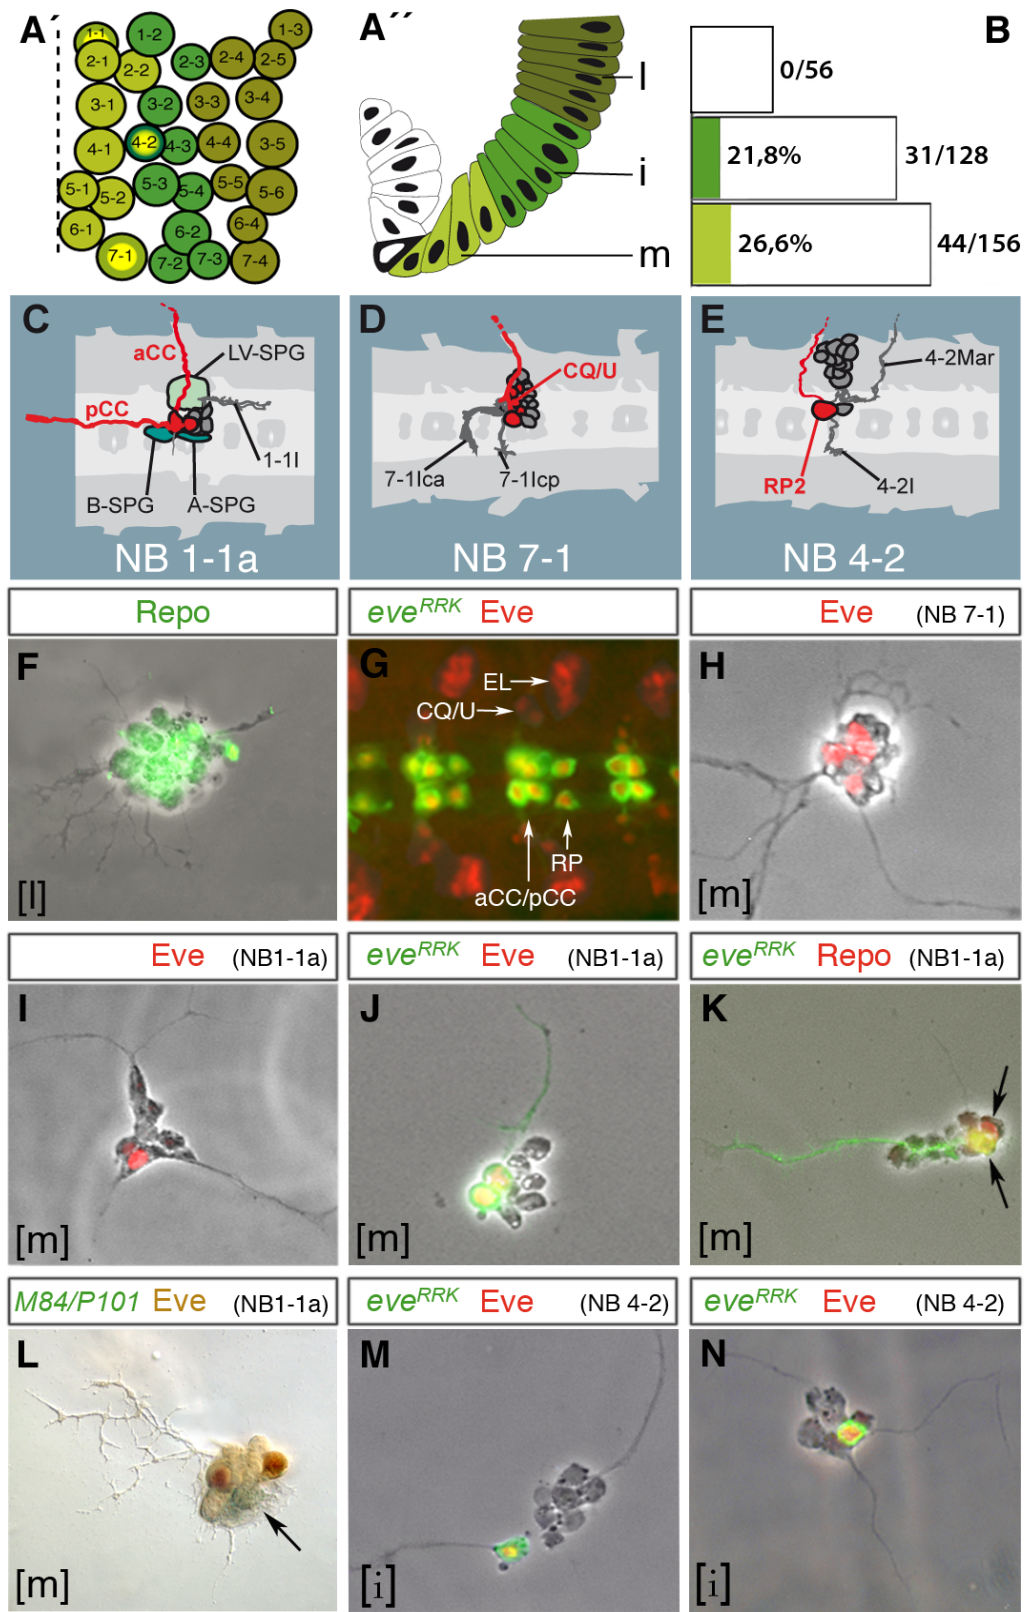 A´
1-1
1-2
1-3
2-1
2-2
2-3
2-4
2-5
3-1
3-2
3-3
3-4
4-1
4-2
4-3
4-4
3-5
5-1
5-2
5-3
5-4
5-5
5-6
6-1
6-2
6-4
7-1
7-2
7-3
7-4
A´´
l
i
m
B
0/56
21,8%
31/128
26,6%
44/156
C
aCC
LV-SPG
pCC
1-1I
B-SPG
A-SPG
NB 1-1a
D
CQ/U
7-1Ica
7-1Icp
NB 7-1
E
4-2Mar
RP2
4-2I
NB 4-2
Repo
F
[l]
eveRRK Eve
G
EL
CQ/U
RP
aCC/pCC
Eve (NB 7-1)
H
[m]
Eve (NB1-1a)
I
[m]
eveRRK Eve (NB1-1a)
J
[m]
eveRRK Repo (NB1-1a)
K
[m]
M84/P101 Eve (NB1-1a)
L
[m]
eveRRK Eve (NB 4-2)
M
[i]
eveRRK Eve (NB 4-2)
N
[i]